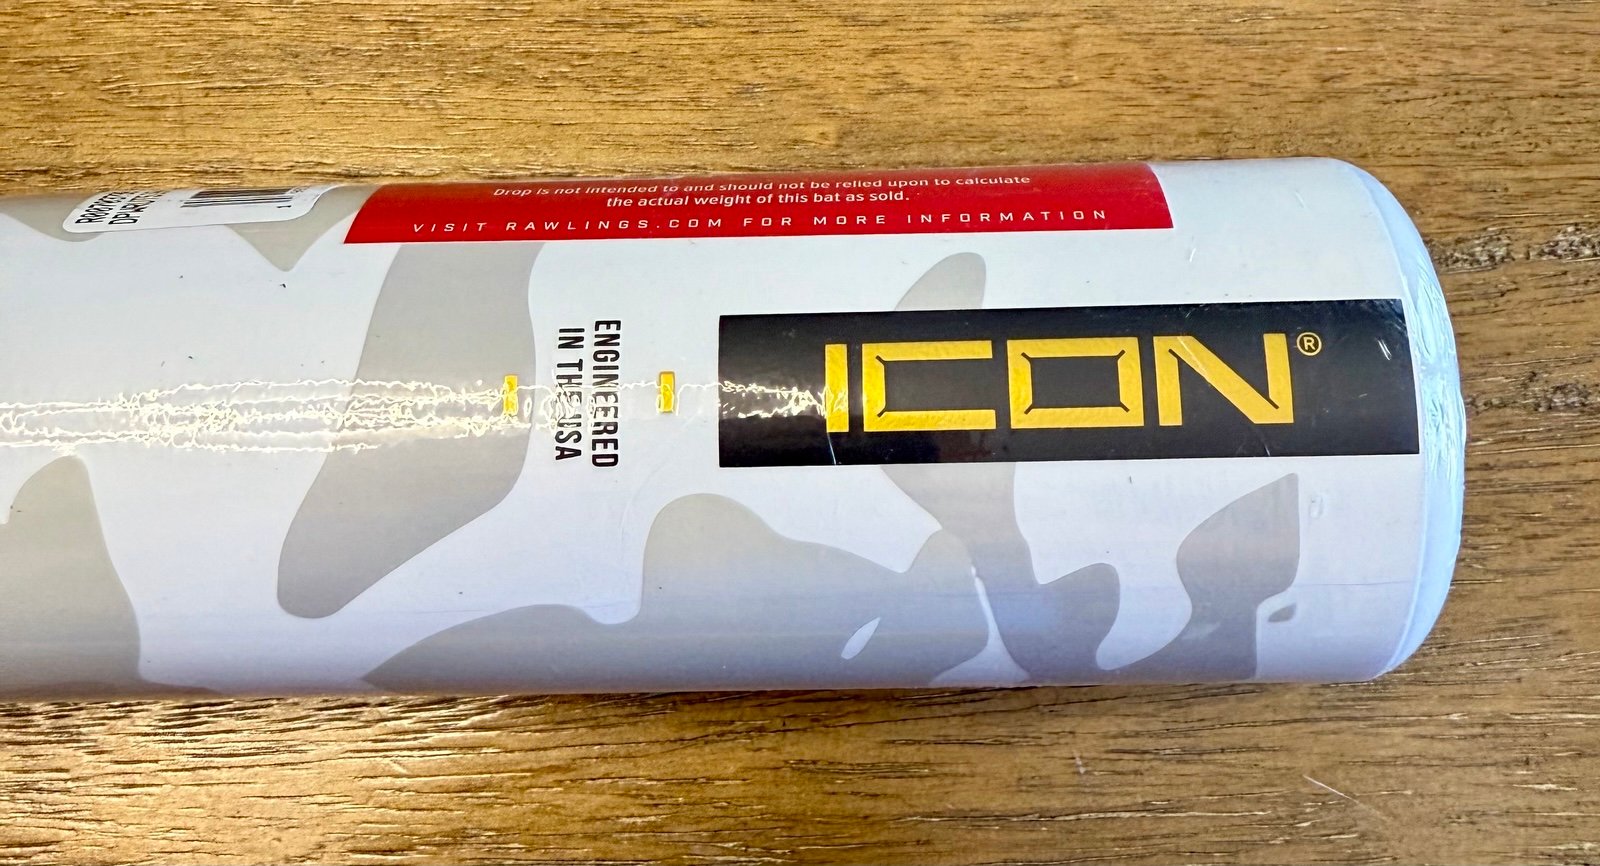 Drop is not intended to and should not be relied upon to calculate
the actual weight of this bat as sold.
VISIT RAWLINGS.COM FOR MORE INFORMATION
ENGINEERED
IN THE USA
ICON®